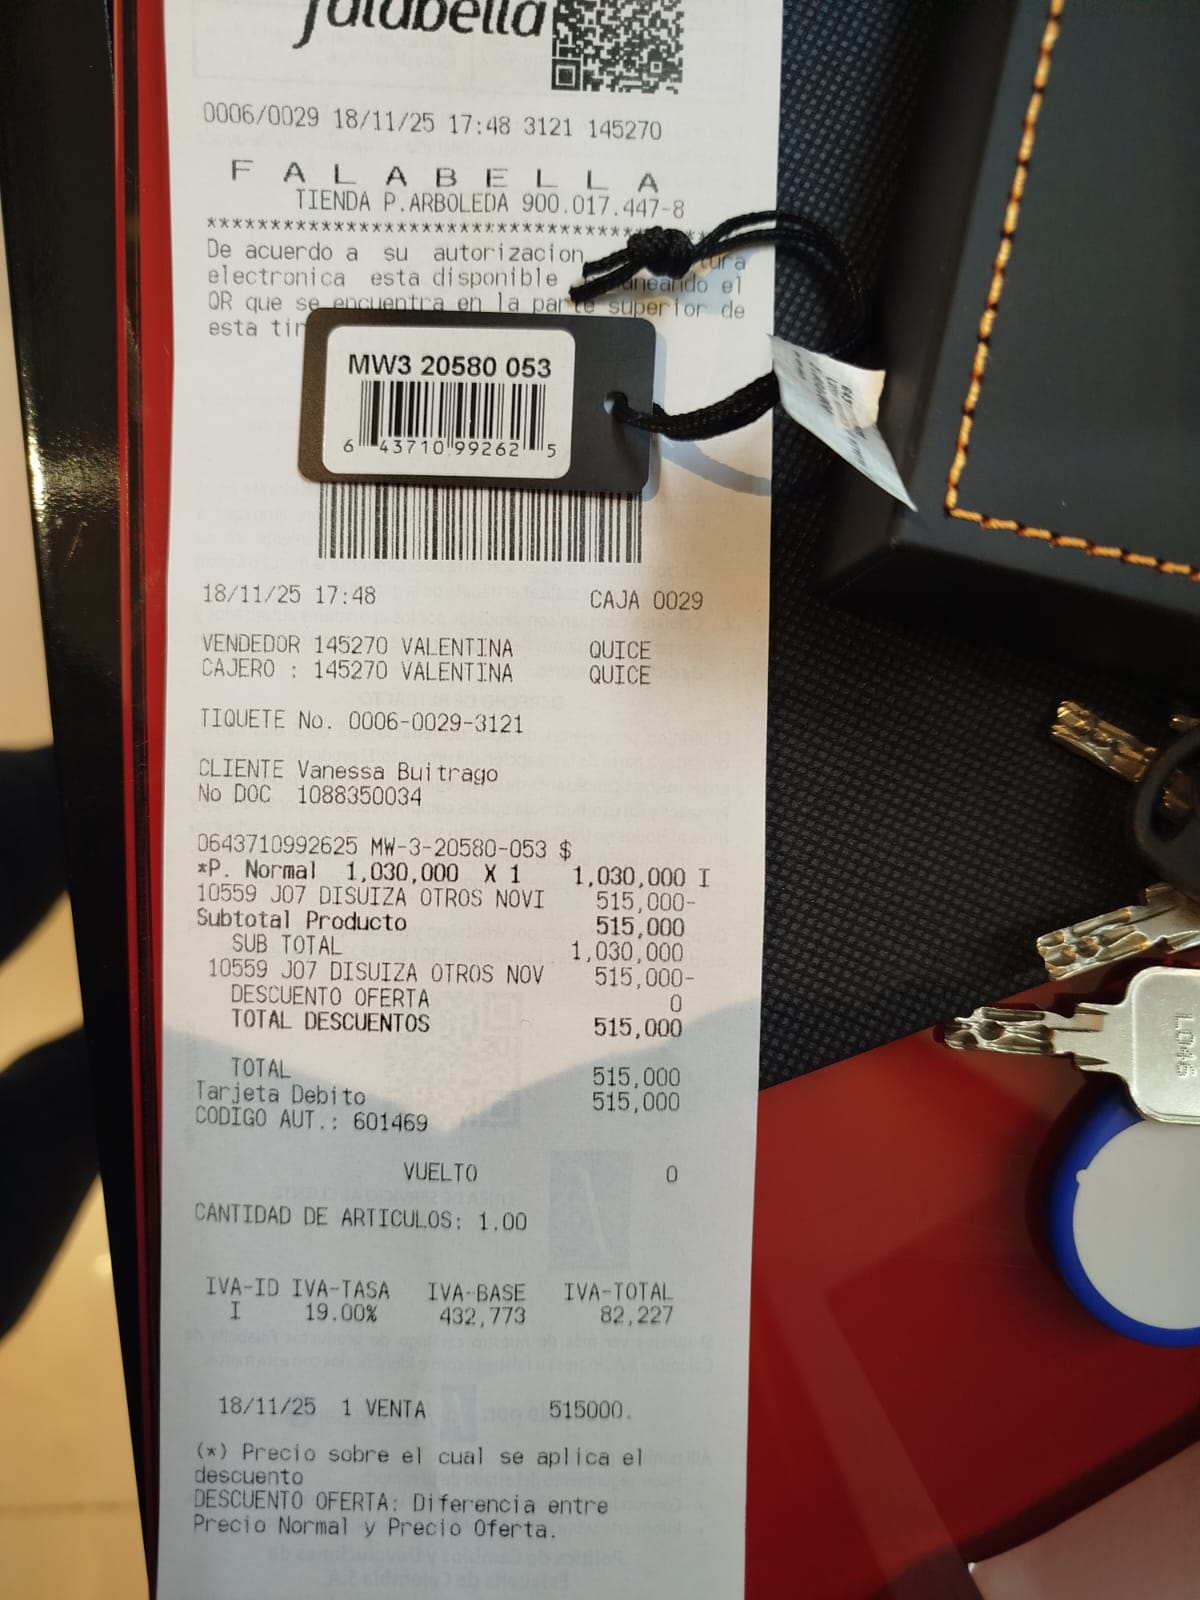 falabella
0006/0029 18/11/25 17:48 3121 145270
F A L A B E L L A
TIENDA P.ARBOLEDA 900.017.447-8
****************************************
De acuerdo a su autorizacion,
electronica esta disponible el
QR que se encuentra en la parte superior de
esta
MW3 20580 053
6 43710 99262 5
18/11/25 17:48 CAJA 0029
VENDEDOR 145270 VALENTINA QUICE
CAJERO : 145270 VALENTINA QUICE
TIQUETE No. 0006-0029-3121
CLIENTE Vanessa Buitrago
No DOC 1088350034
0643710992625 MW-3-20580-053 $
*P. Normal 1,030,000 X 1 1,030,000 I
10559 J07 DISUIZA OTROS NOVI 515,000-
Subtotal Producto 515,000
SUB TOTAL 1,030,000
10559 J07 DISUIZA OTROS NOV 515,000-
DESCUENTO OFERTA 0
TOTAL DESCUENTOS 515,000
TOTAL 515,000
Tarjeta Debito 515,000
CODIGO AUT.: 601469
VUELTO 0
CANTIDAD DE ARTICULOS: 1.00
IVA-ID IVA-TASA IVA-BASE IVA-TOTAL
I 19.00% 432,773 82,227
18/11/25 1 VENTA 515000.
(*) Precio sobre el cual se aplica el
descuento
DESCUENTO OFERTA: Diferencia entre
Precio Normal y Precio Oferta.